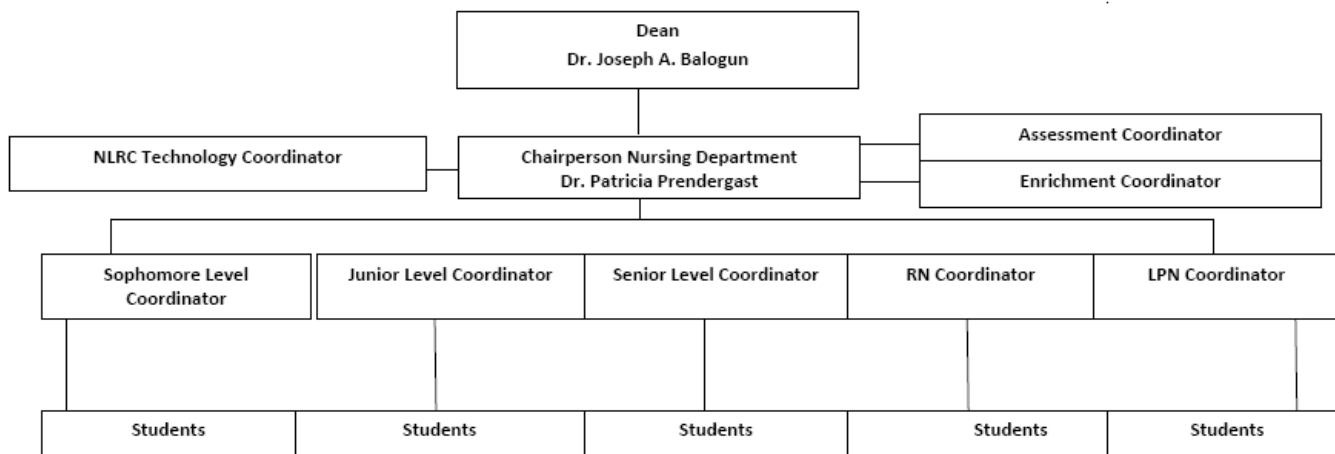 Dean
Dr. Joseph A. Balogun
NLRC Technology Coordinator
Chairperson Nursing Department
Dr. Patricia Prendergast
Assessment Coordinator
Enrichment Coordinator
Sophomore Level
Coordinator
Junior Level Coordinator
Senior Level Coordinator
RN Coordinator
LPN Coordinator
Students
Students
Students
Students
Students